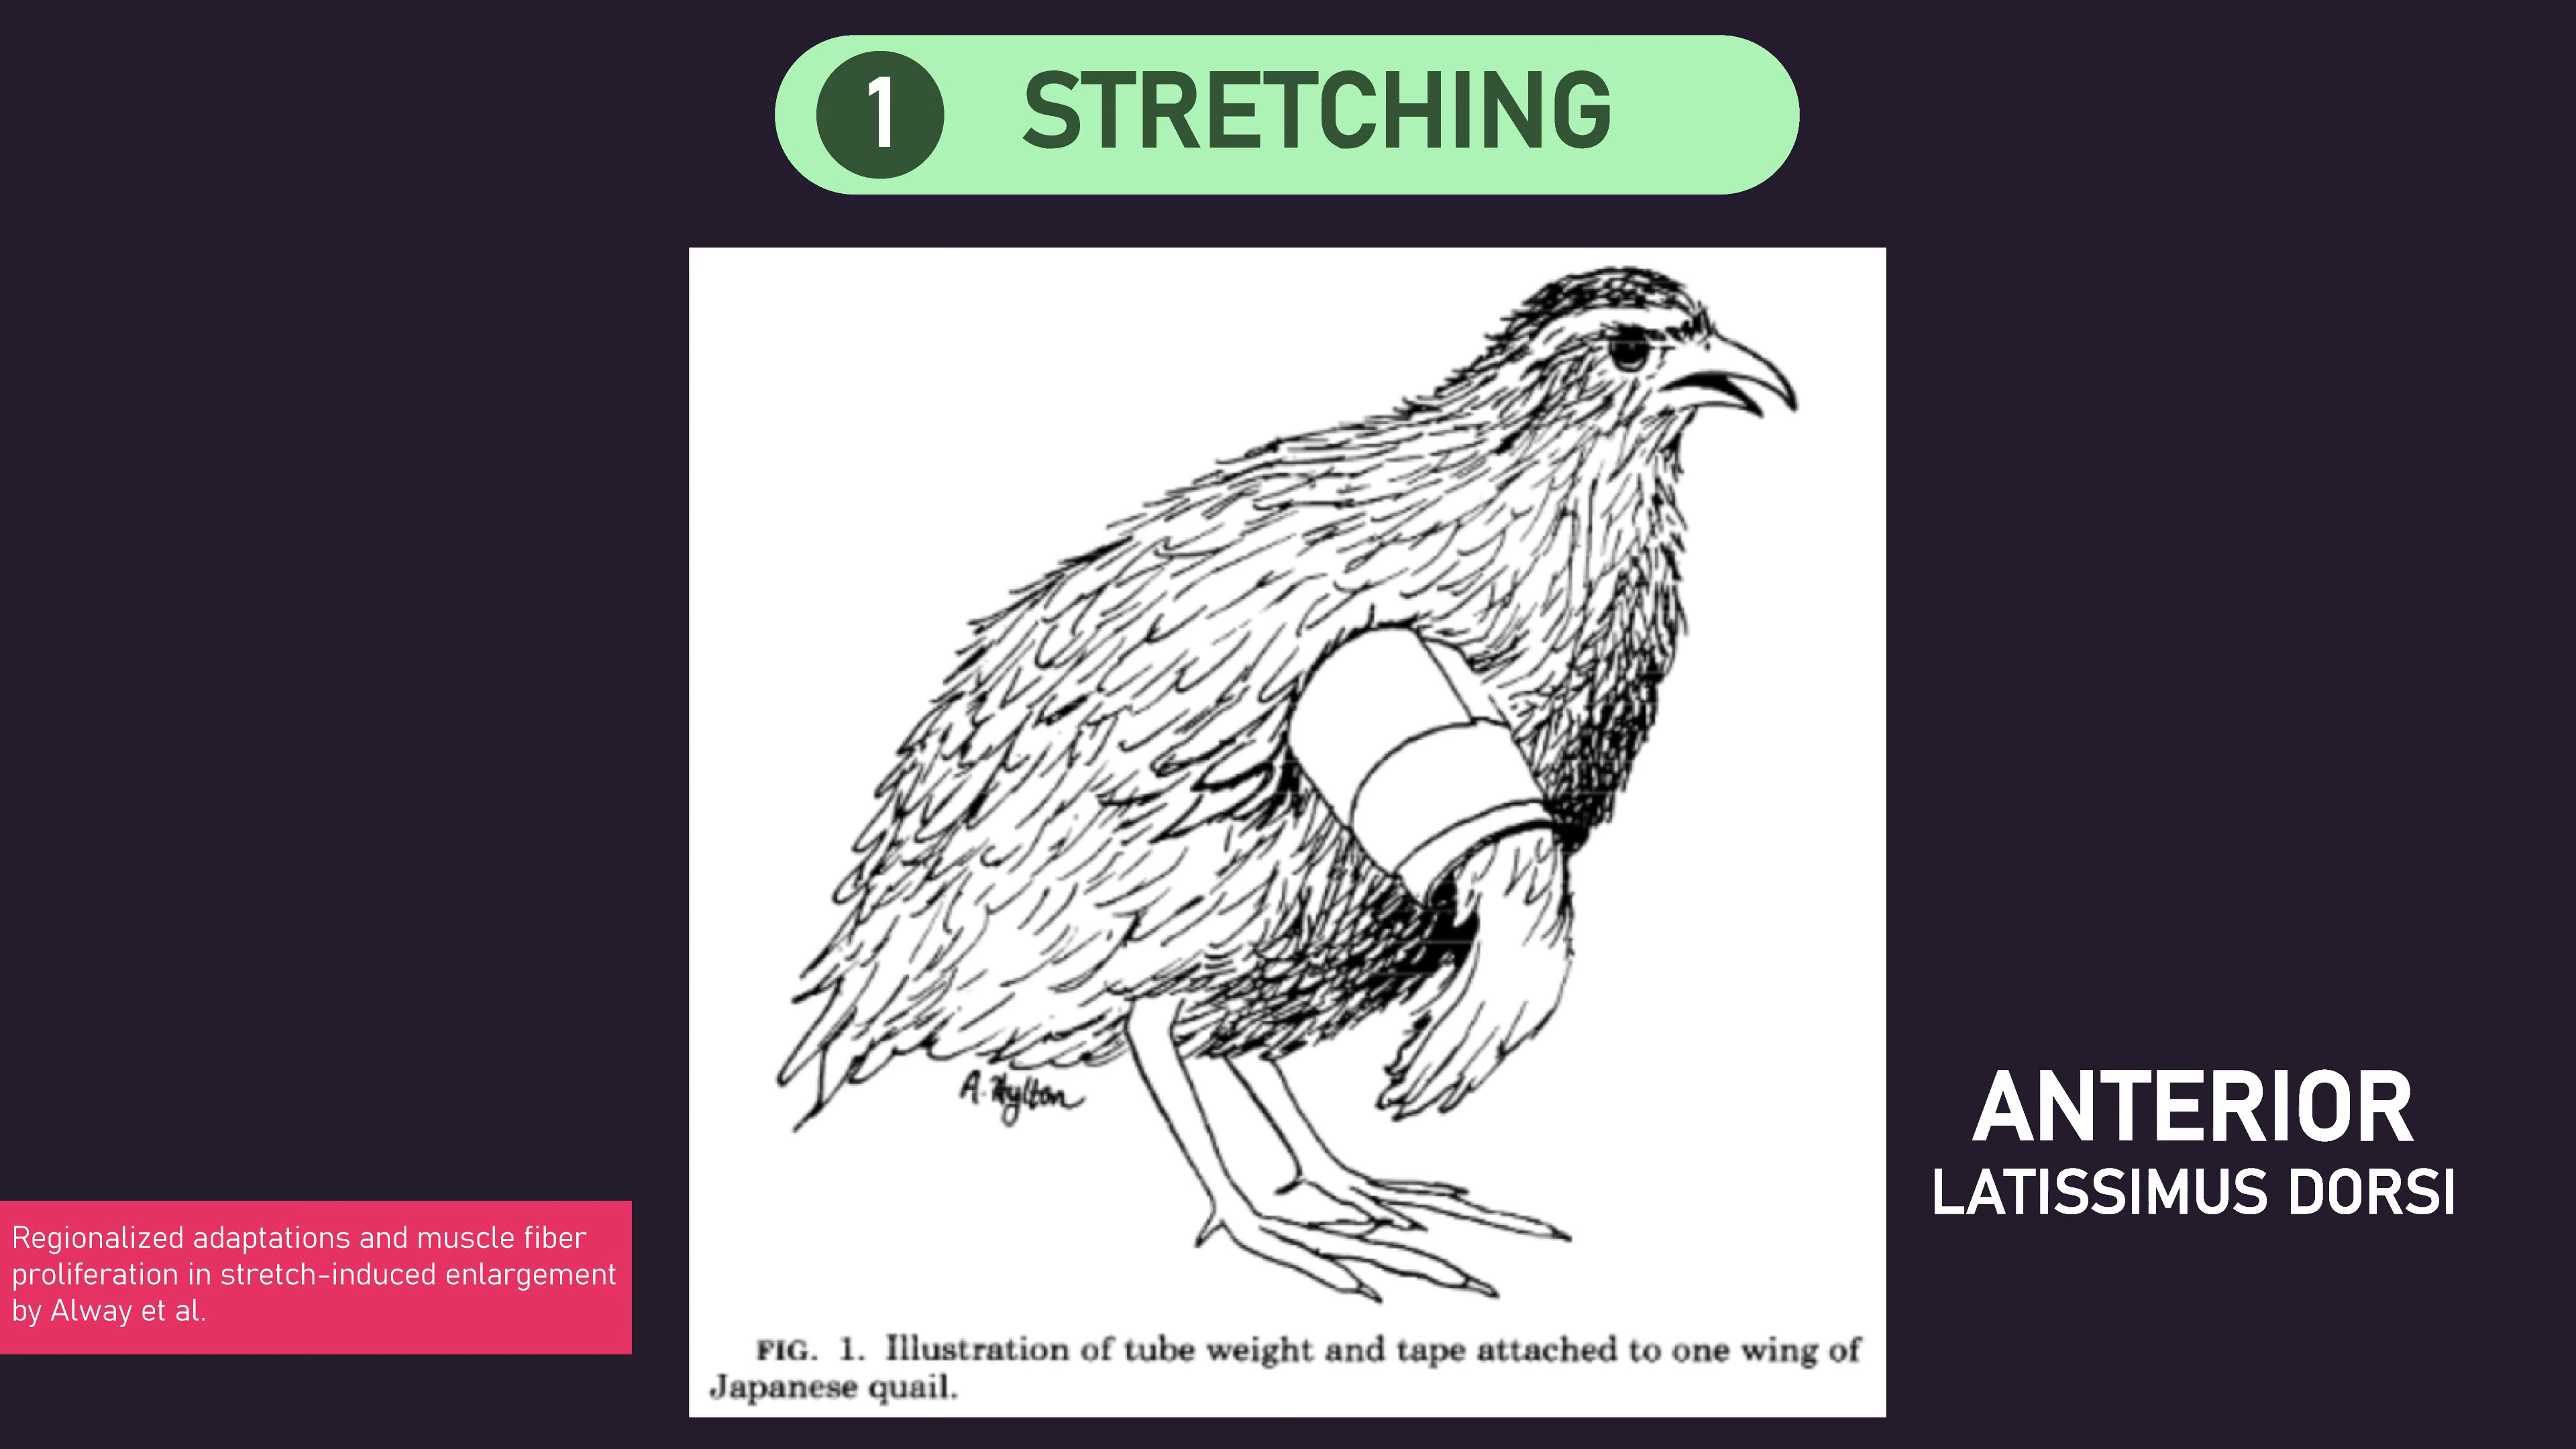 1 STRETCHING
A. Hylton
ANTERIOR
LATISSIMUS DORSI
Regionalized adaptations and muscle fiber
proliferation in stretch-induced enlargement
by Alway et al.
FIG. 1. Illustration of tube weight and tape attached to one wing of
Japanese quail.